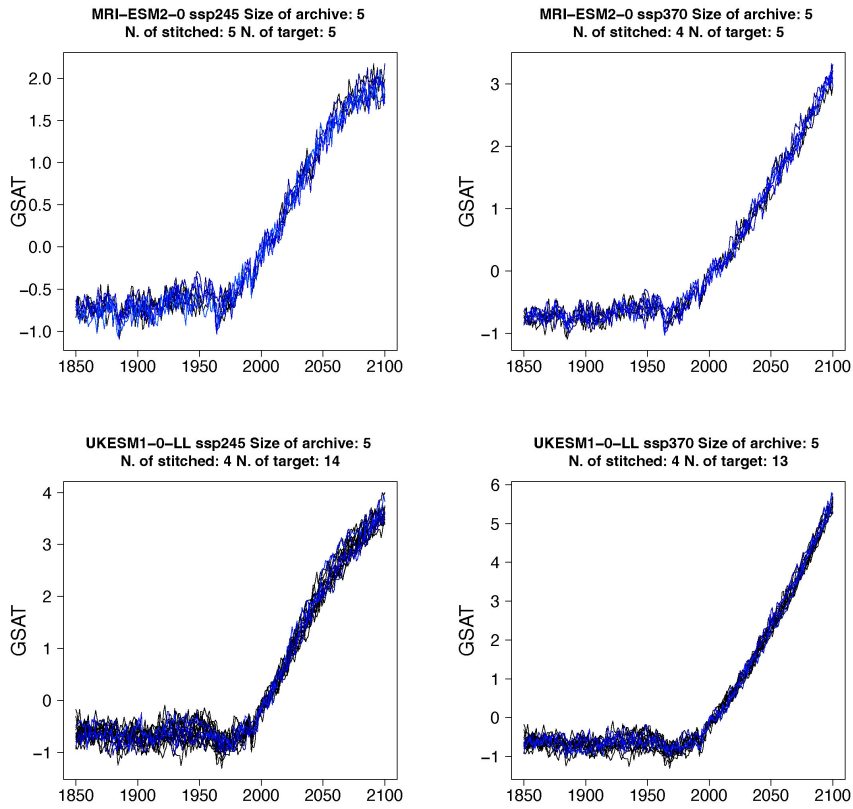 MRI−ESM2−0 ssp245 Size of archive: 5
N. of stitched: 5 N. of target: 5
GSAT
2.0
1.5
1.0
0.5
0.0
−0.5
−1.0
1850 1900 1950 2000 2050 2100
MRI−ESM2−0 ssp370 Size of archive: 5
N. of stitched: 4 N. of target: 5
GSAT
3
2
1
0
−1
1850 1900 1950 2000 2050 2100
UKESM1−0−LL ssp245 Size of archive: 5
N. of stitched: 4 N. of target: 14
GSAT
4
3
2
1
0
−1
1850 1900 1950 2000 2050 2100
UKESM1−0−LL ssp370 Size of archive: 5
N. of stitched: 4 N. of target: 13
GSAT
6
5
4
3
2
1
0
−1
1850 1900 1950 2000 2050 2100